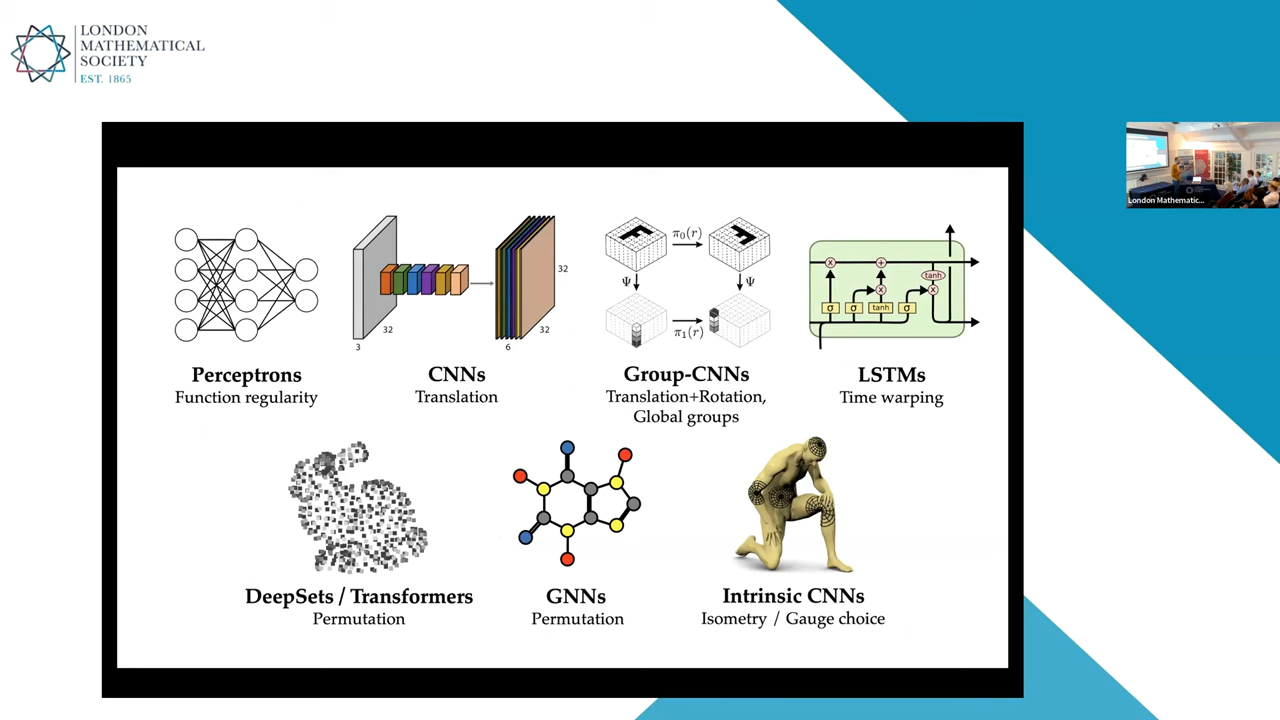 LONDON
MATHEMATICAL
SOCIETY
EST. 1865
London Mathematic...
π₀(r)
Ψ
Ψ
π₁(r)
32
32
32
3
6
x
+
tanh
x
x
σ
σ
tanh
σ
Perceptrons
Function regularity
CNNs
Translation
Group-CNNs
Translation+Rotation,
Global groups
LSTMs
Time warping
DeepSets / Transformers
Permutation
GNNs
Permutation
Intrinsic CNNs
Isometry / Gauge choice